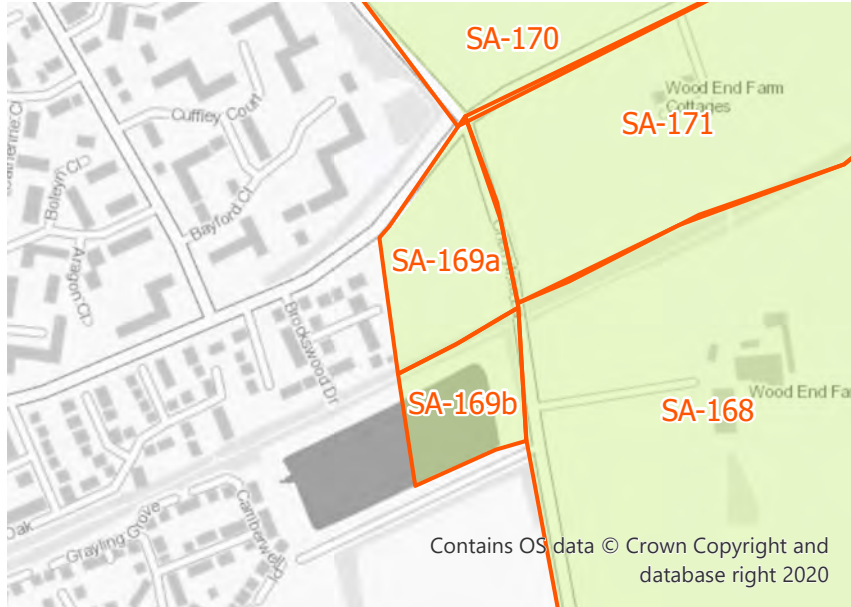 SA-170
Wood End Farm
Cottages
SA-171
Cuffley Court
Boleyn Cl
Bayford Cl
Aragon Cl
SA-169a
Brookswood Dr
SA-169b
SA-168
Wood End Fa
Oak
Grayling Grove
Contains OS data © Crown Copyright and
database right 2020